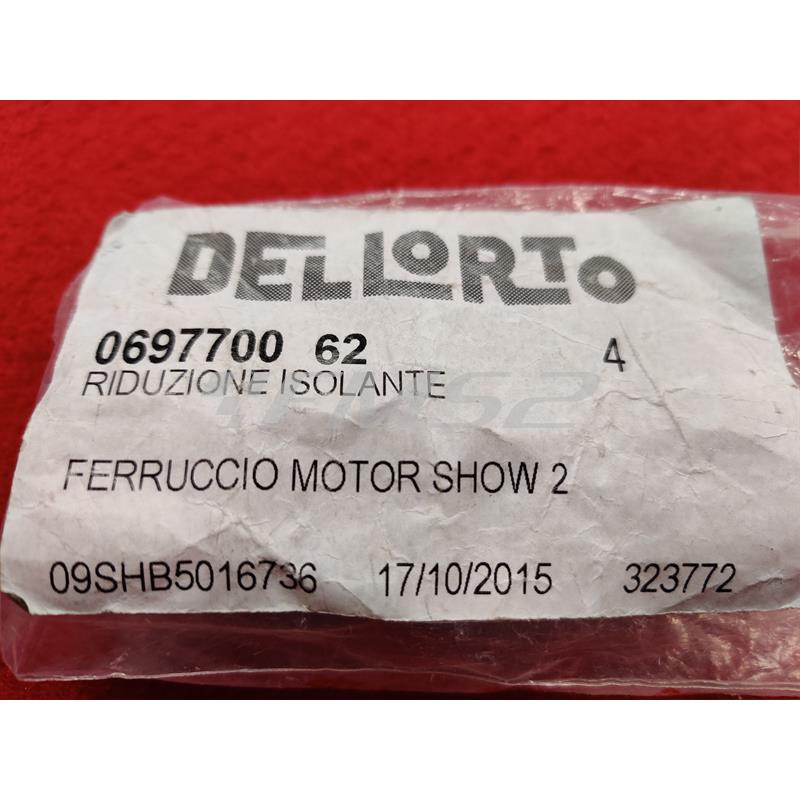 DELLORTO
0697700 62 4
RIDUZIONE ISOLANTE
FERRUCCIO MOTOR SHOW 2
09SHB5016736 17/10/2015 323772